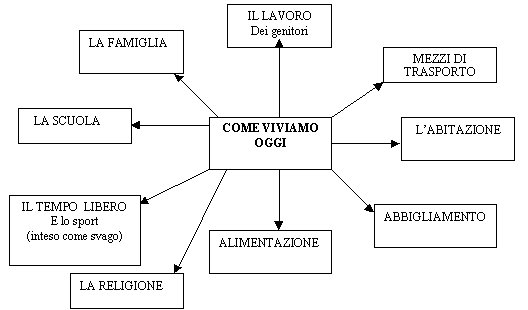 IL LAVORO
Dei genitori
LA FAMIGLIA
MEZZI DI
TRASPORTO
LA SCUOLA
COME VIVIAMO
OGGI
L'ABITAZIONE
IL TEMPO LIBERO
E lo sport
(inteso come svago)
ABBIGLIAMENTO
ALIMENTAZIONE
LA RELIGIONE